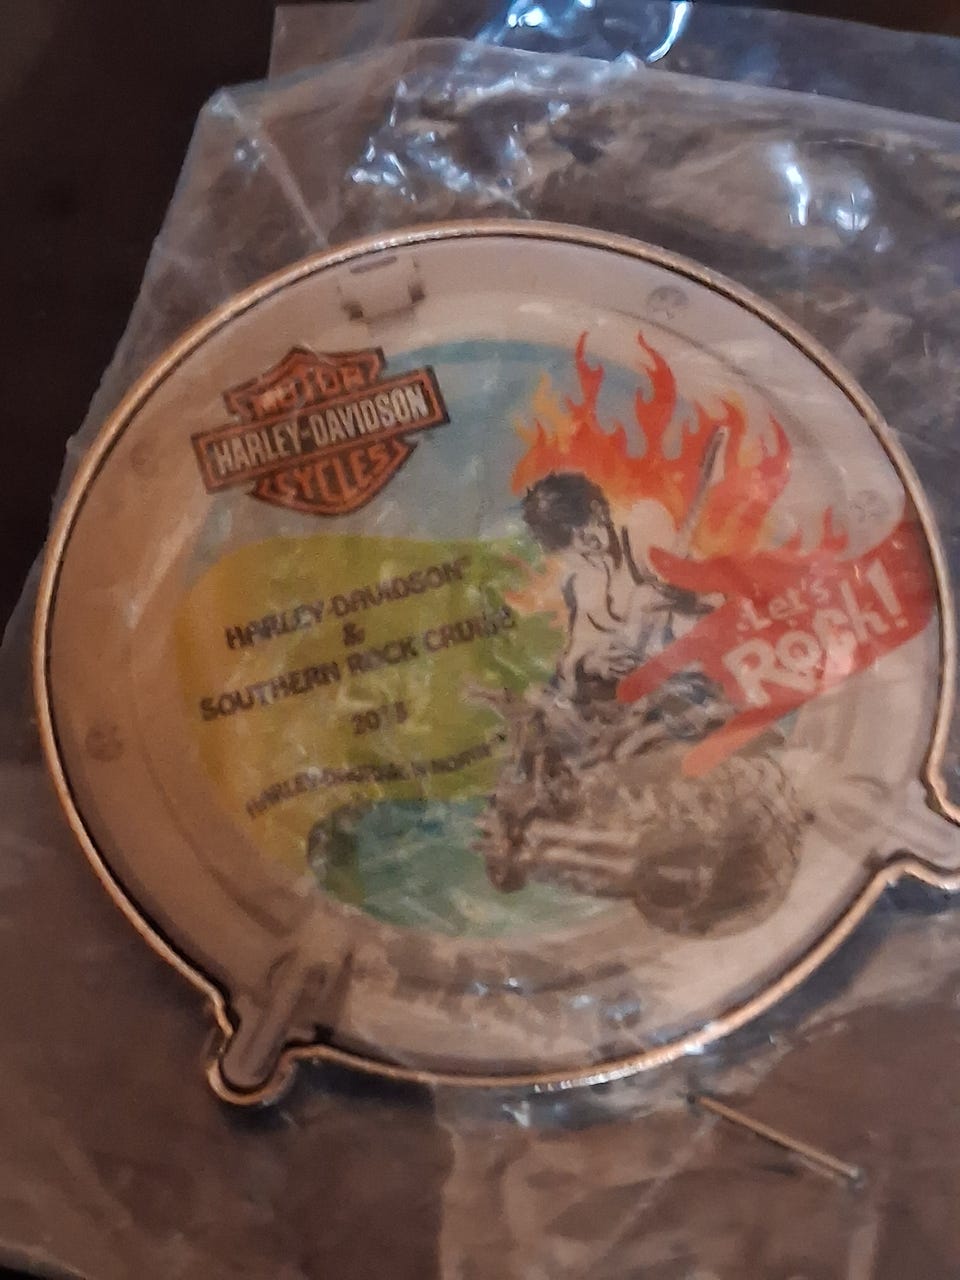 MOTOR
HARLEY-DAVIDSON
CYCLES
HARLEY-DAVIDSON
&
SOUTHERN ROCK CRUISE
Let's
Rock!